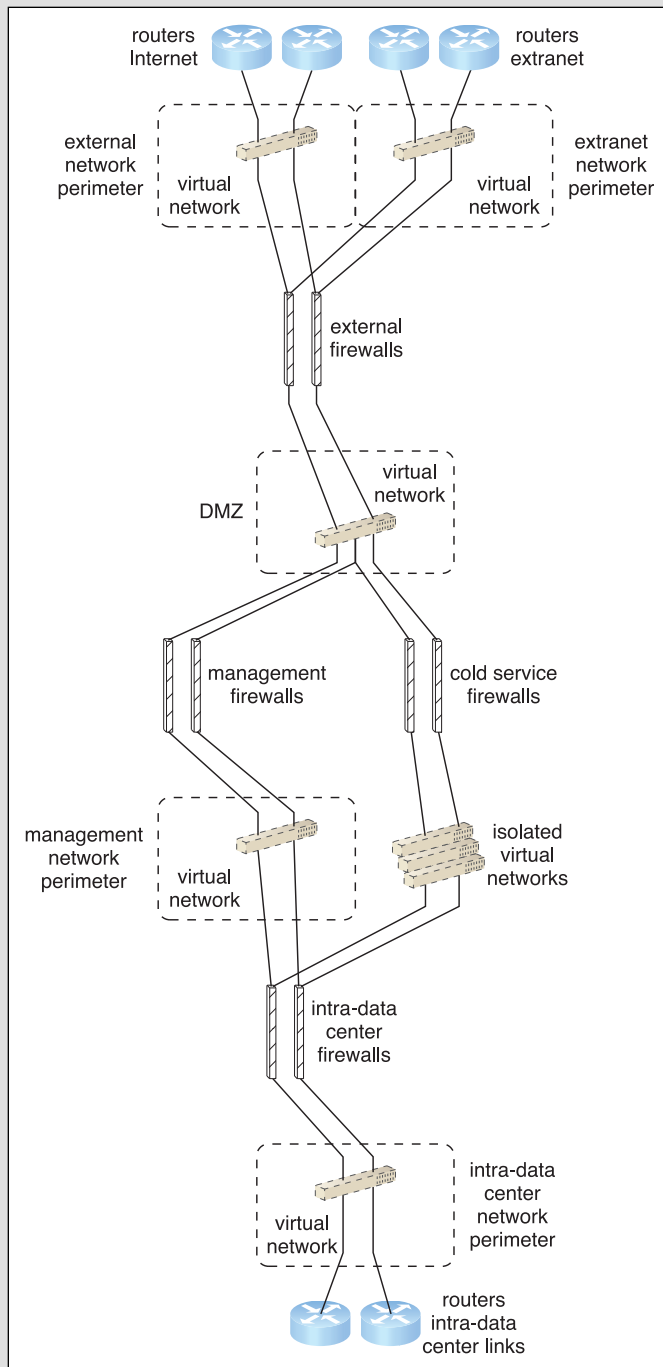 routers
Internet
routers
extranet
external
network
perimeter
virtual
network
virtual
network
extranet
network
perimeter
external
firewalls
DMZ
virtual
network
management
firewalls
cold service
firewalls
management
network
perimeter
virtual
network
isolated
virtual
networks
intra-data
center
firewalls
virtual
network
intra-data
center
network
perimeter
routers
intra-data
center links